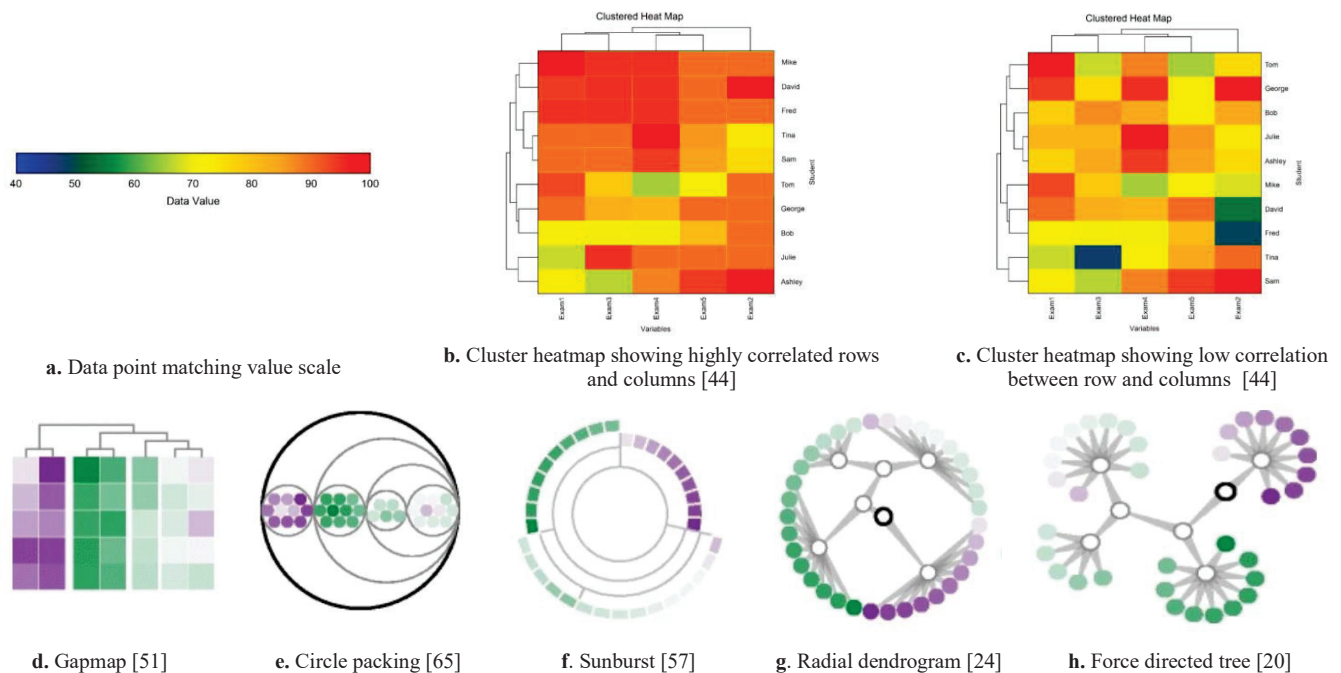 Clustered Heat Map
Mike
David
Fred
Tina
Sam
Tom
George
Bob
Julie
Ashley
Student
Exam1
Exam3
Exam4
Exam5
Exam2
Variables
Clustered Heat Map
Tom
George
Bob
Julie
Ashley
Mike
David
Fred
Tina
Sam
Student
Exam1
Exam3
Exam4
Exam5
Exam2
Variables
40 50 60 70 80 90 100
Data Value
a. Data point matching value scale
b. Cluster heatmap showing highly correlated rows
and columns [44]
c. Cluster heatmap showing low correlation
between row and columns [44]
d. Gapmap [51]
e. Circle packing [65]
f. Sunburst [57]
g. Radial dendrogram [24]
h. Force directed tree [20]